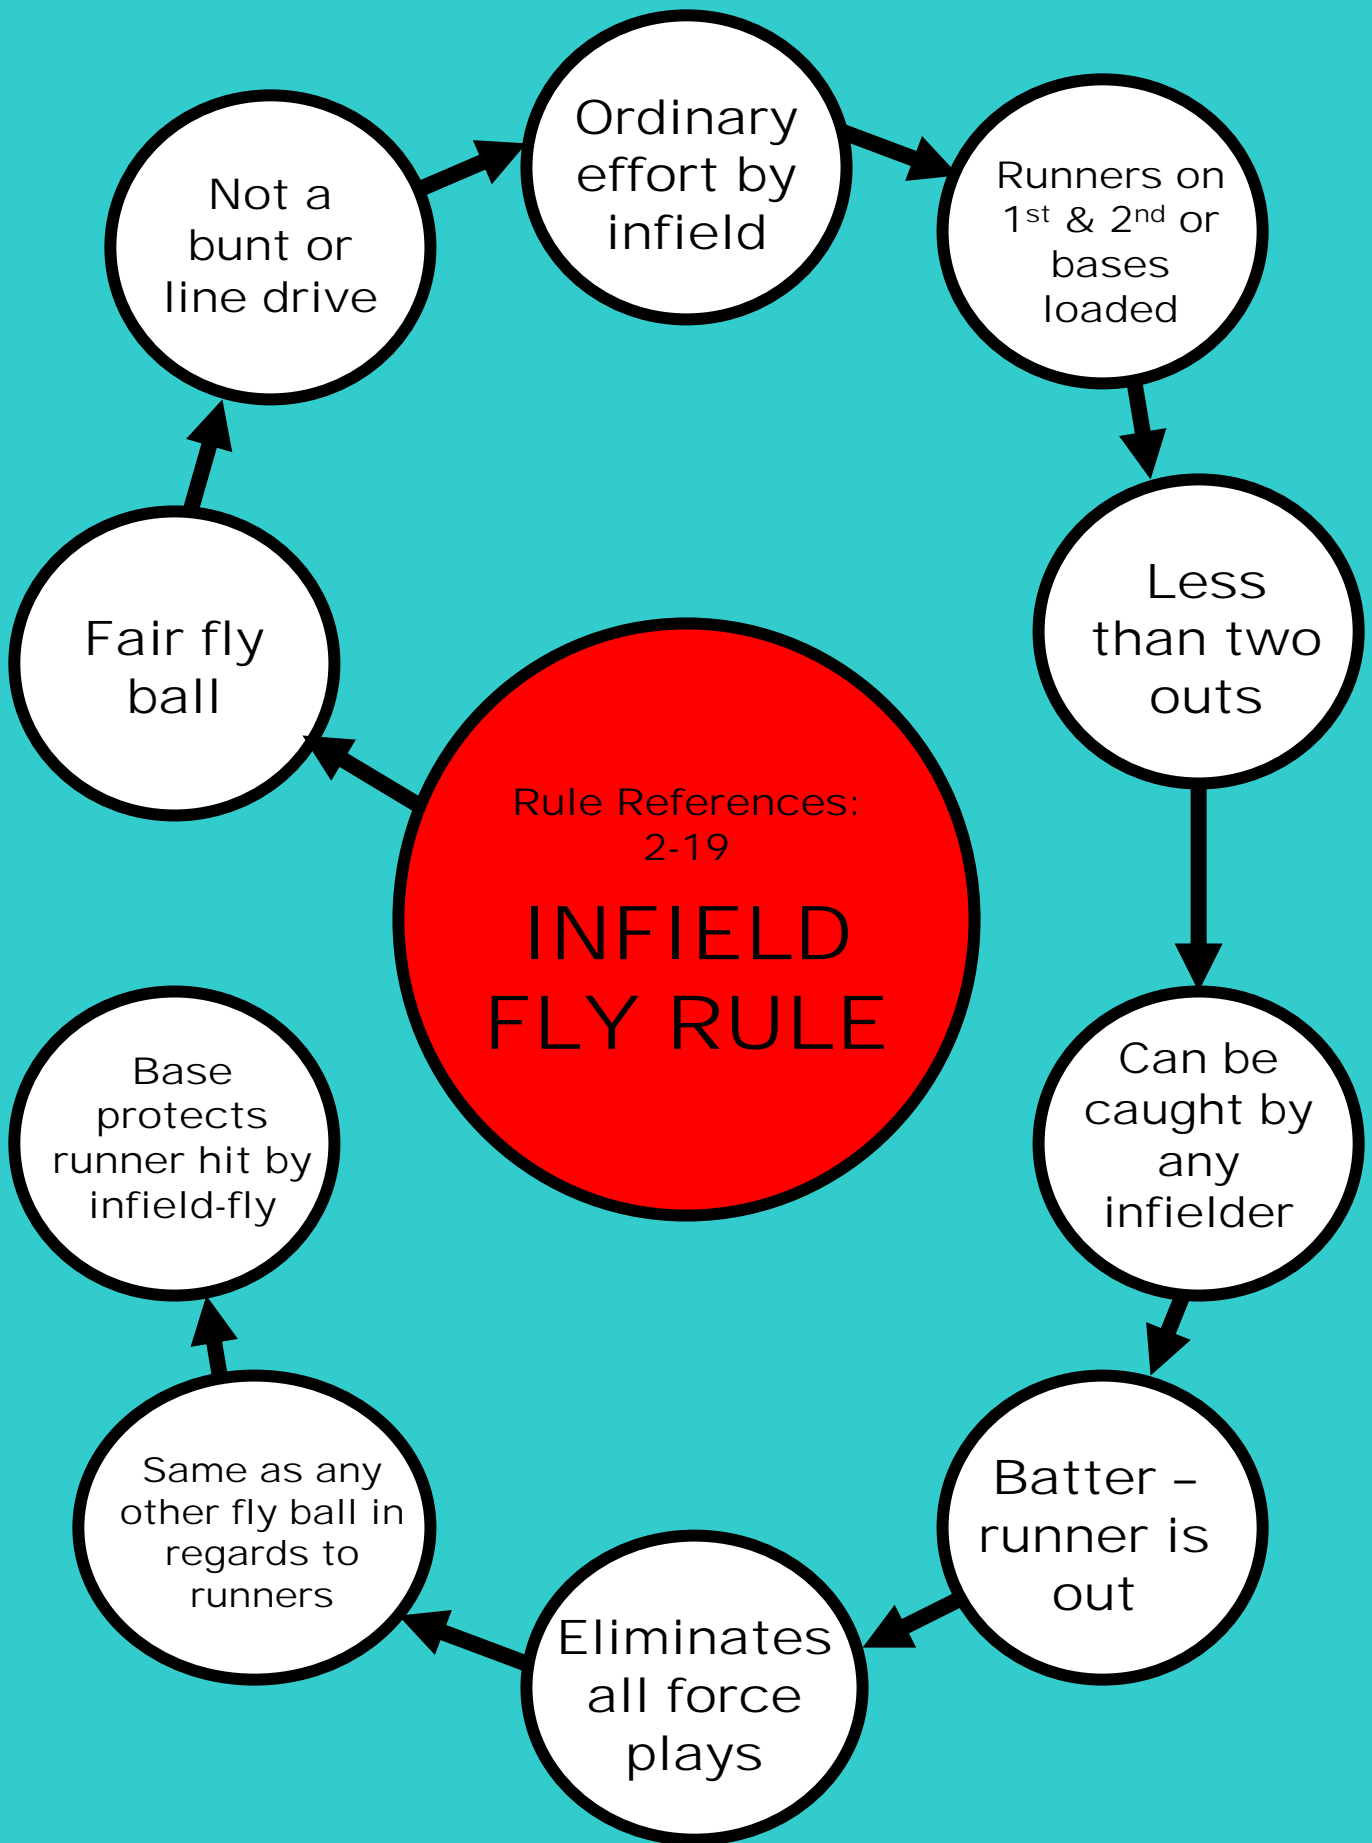 Rule References:
2-19
INFIELD
FLY RULE
Fair fly
ball
Not a
bunt or
line drive
Ordinary
effort by
infield
Runners on
1st & 2nd or
bases
loaded
Less
than two
outs
Can be
caught by
any
infielder
Batter –
runner is
out
Eliminates
all force
plays
Same as any
other fly ball in
regards to
runners
Base
protects
runner hit by
infield-fly